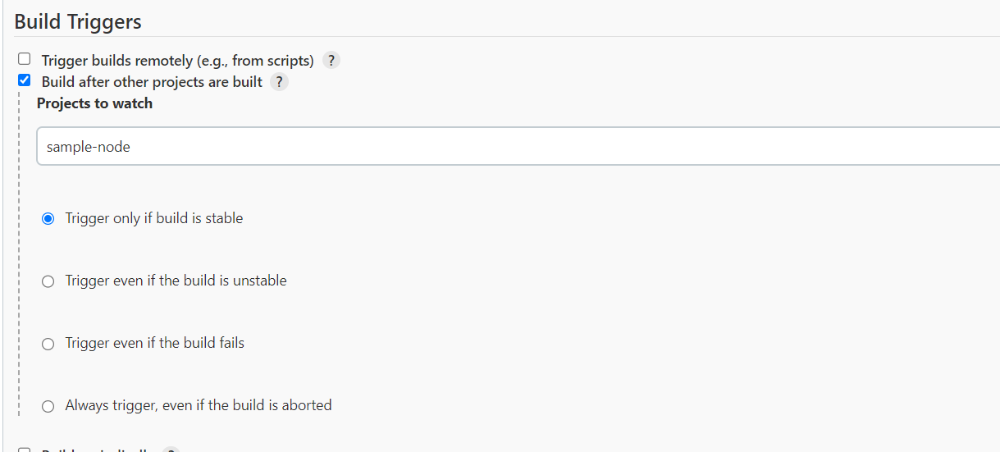 Build Triggers
Trigger builds remotely (e.g., from scripts) ?
Build after other projects are built ?
Projects to watch
sample-node
Trigger only if build is stable
Trigger even if the build is unstable
Trigger even if the build fails
Always trigger, even if the build is aborted